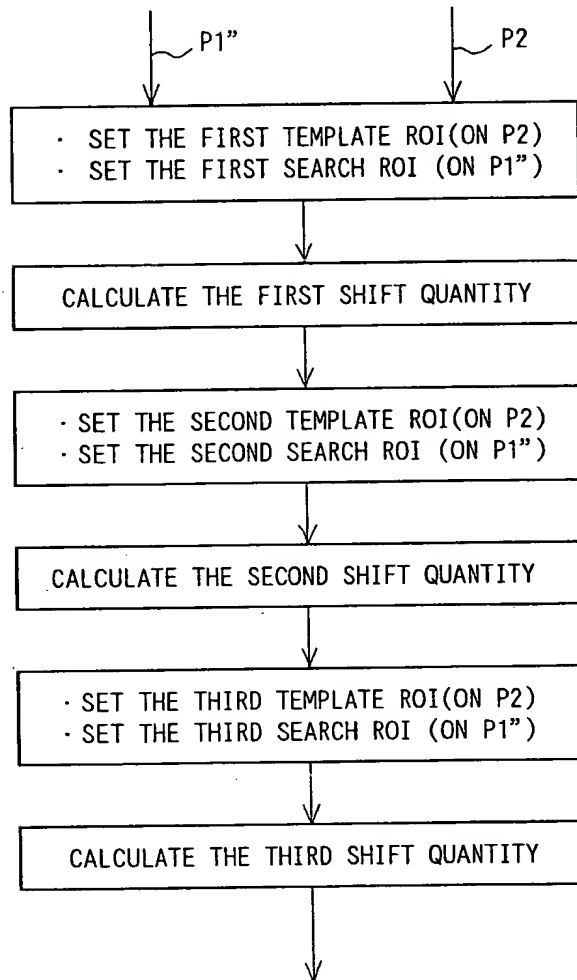 P1”
P2
· SET THE FIRST TEMPLATE ROI(ON P2)
· SET THE FIRST SEARCH ROI (ON P1”)
CALCULATE THE FIRST SHIFT QUANTITY
· SET THE SECOND TEMPLATE ROI(ON P2)
· SET THE SECOND SEARCH ROI (ON P1”)
CALCULATE THE SECOND SHIFT QUANTITY
· SET THE THIRD TEMPLATE ROI(ON P2)
· SET THE THIRD SEARCH ROI (ON P1”)
CALCULATE THE THIRD SHIFT QUANTITY